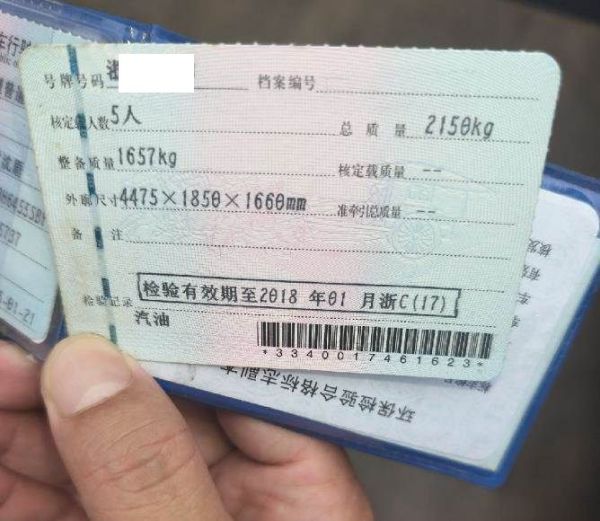 号牌号码 浙 档案编号
核定载人数 5人 总质量 2150kg
整备质量 1657kg 核定载质量 --
外廓尺寸 4475×1850×1660mm 准牵引总质量 --
备注
检验记录 检验有效期至2018年01月浙C(17)
汽油
*3340017461623*
环保检验合格标志副本